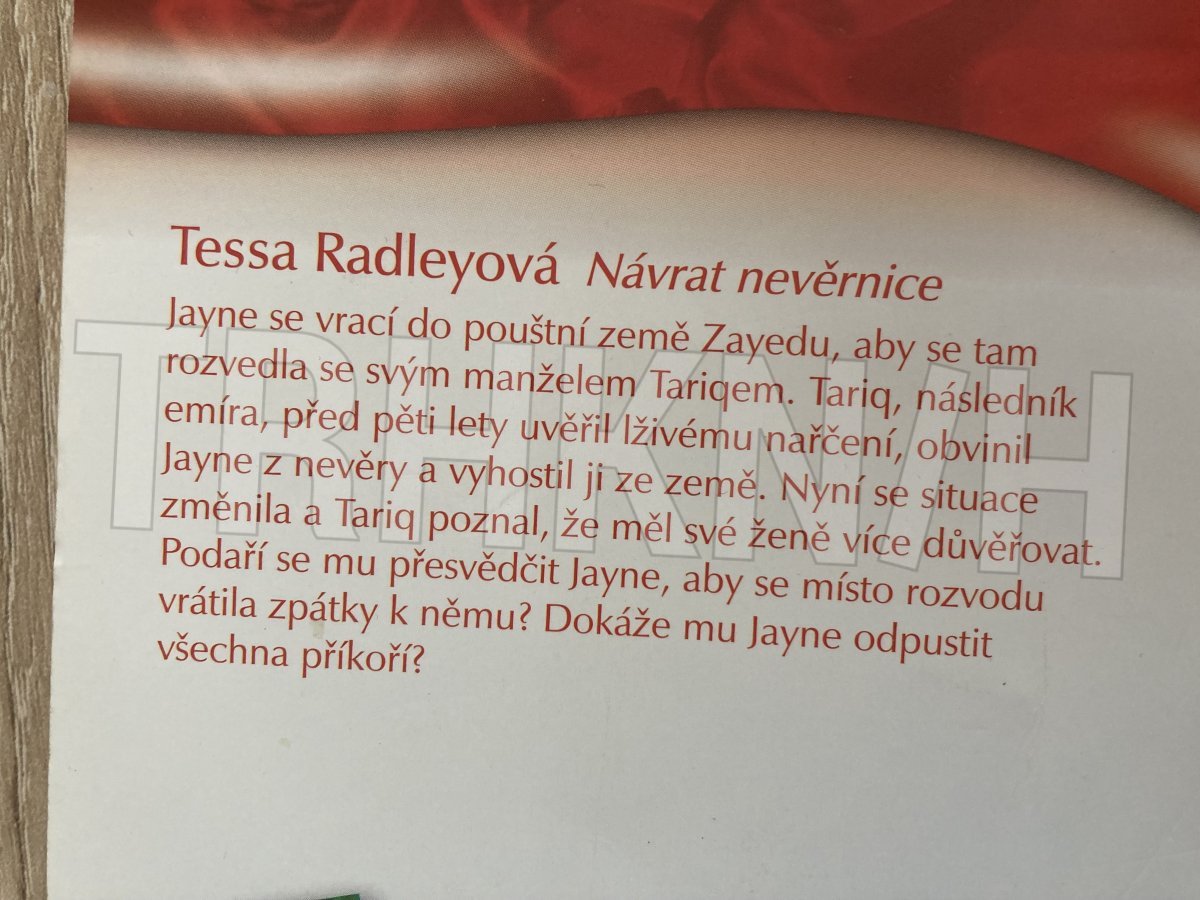 Tessa Radleyová Návrat nevěrnice
Jayne se vrací do pouštní země Zayedu, aby se tam
rozvedla se svým manželem Tariqem. Tariq, následník
emíra, před pěti lety uvěřil lživému nařčení, obvinil
Jayne z nevěry a vyhostil ji ze země. Nyní se situace
změnila a Tariq poznal, že měl své ženě více důvěřovat.
Podaří se mu přesvědčit Jayne, aby se místo rozvodu
vrátila zpátky k němu? Dokáže mu Jayne odpustit
všechna příkoří?